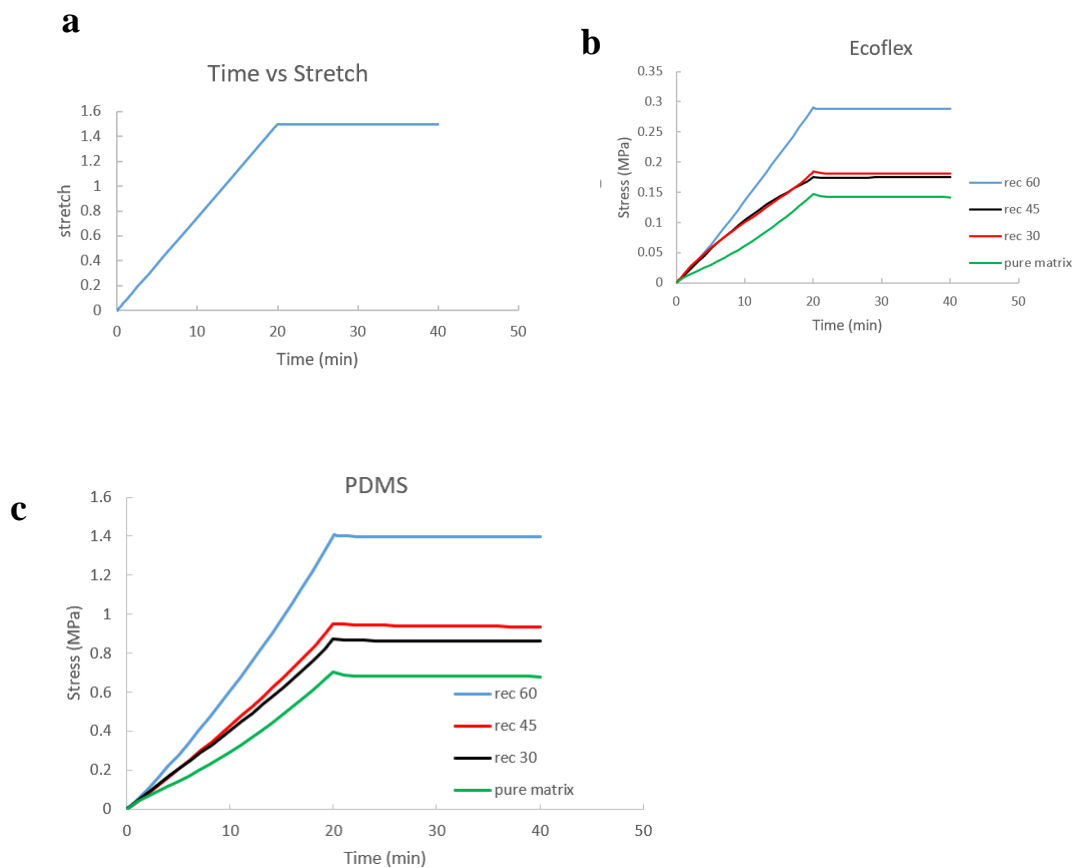 a
Time vs Stretch
1.6
1.4
1.2
1
0.8
0.6
0.4
0.2
0
stretch
0 10 20 30 40 50
Time (min)
b
Ecoflex
0.35
0.3
0.25
0.2
0.15
0.1
0.05
0
Stress (MPa)
rec 60
rec 45
rec 30
pure matrix
0 10 20 30 40 50
Time (min)
c
PDMS
1.6
1.4
1.2
1
0.8
0.6
0.4
0.2
0
Stress (MPa)
rec 60
rec 45
rec 30
pure matrix
0 10 20 30 40 50
Time (min)